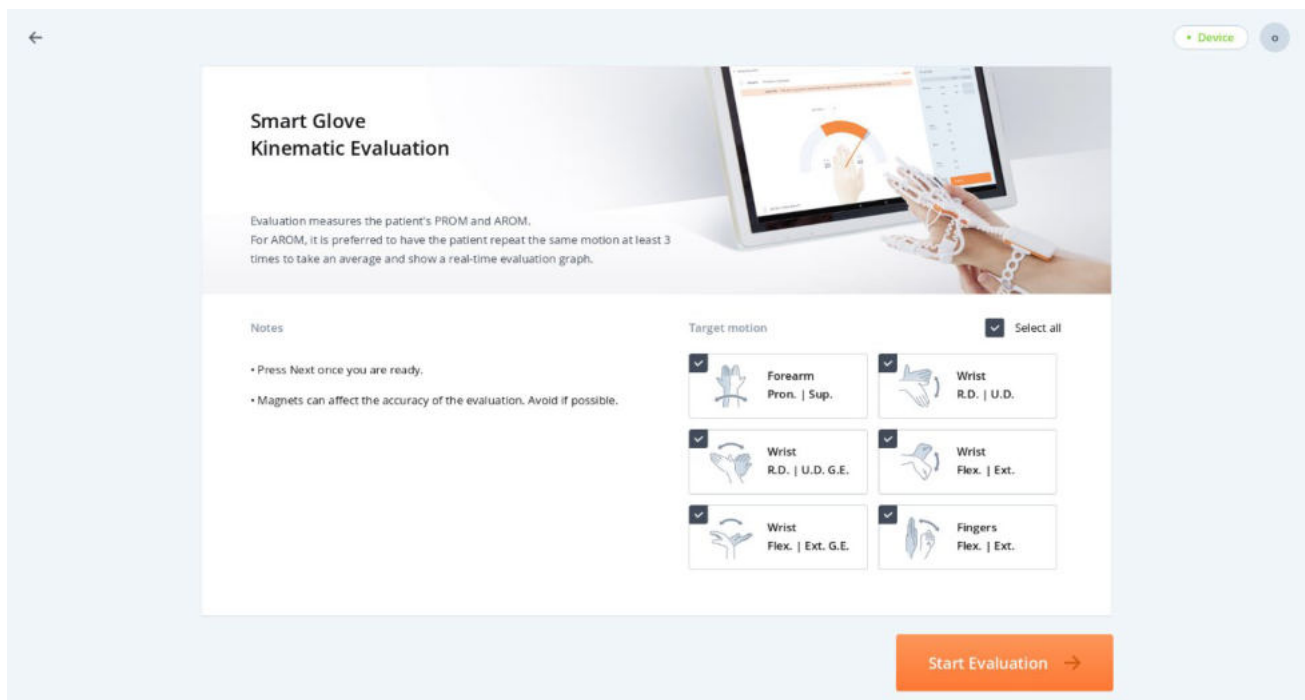 Device
o
Smart Glove
Kinematic Evaluation
Evaluation measures the patient's PROM and AROM.
For AROM, it is preferred to have the patient repeat the same motion at least 3
times to take an average and show a real-time evaluation graph.
Notes
• Press Next once you are ready.
• Magnets can affect the accuracy of the evaluation. Avoid if possible.
Target motion
Select all
Forearm
Pron. | Sup.
Wrist
R.D. | U.D.
Wrist
R.D. | U.D. G.E.
Wrist
Flex. | Ext.
Wrist
Flex. | Ext. G.E.
Fingers
Flex. | Ext.
Start Evaluation